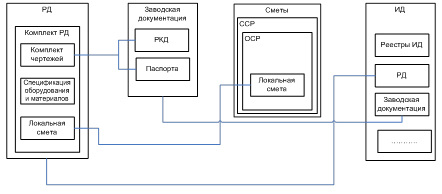 РД
Комплект РД
Комплект
чертежей
Спецификация
оборудования
и материалов
Локальная
смета
Заводская
документация
РКД
Паспорта
Сметы
ССР
ОСР
Локальная
смета
ИД
Реестры ИД
РД
Заводская
документация
............